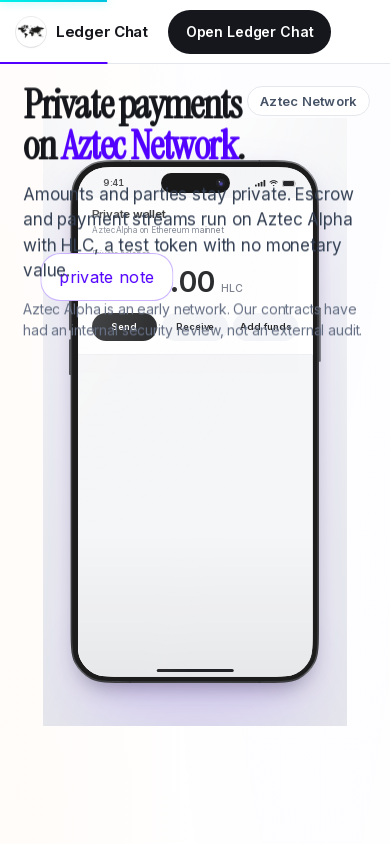 Ledger Chat
Open Ledger Chat
Private payments
on Aztec Network.
Aztec Network
Amounts and parties stay private. Escrow
and payment streams run on Aztec Alpha
with HLC, a test token with no monetary
value.
Aztec Alpha is an early network. Our contracts have
had an internal security review, not an external audit.
9:41
Private wallet
Aztec Alpha on Ethereum mainnet
private note
.00 HLC
Send
Receive
Add funds